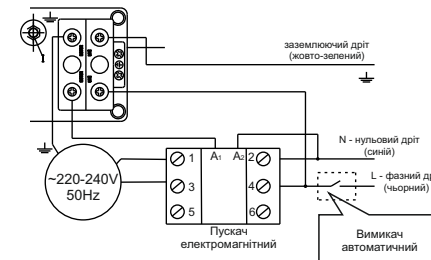 заземлюючий дріт
(жовто-зелений)
N - нульовий дріт
(синій)
L - фазний др
(чорний)
1 A1 A2 2
3 4
5 6
~220-240V
50Hz
Пускач
електромагнітний
Вимикач
автоматичний